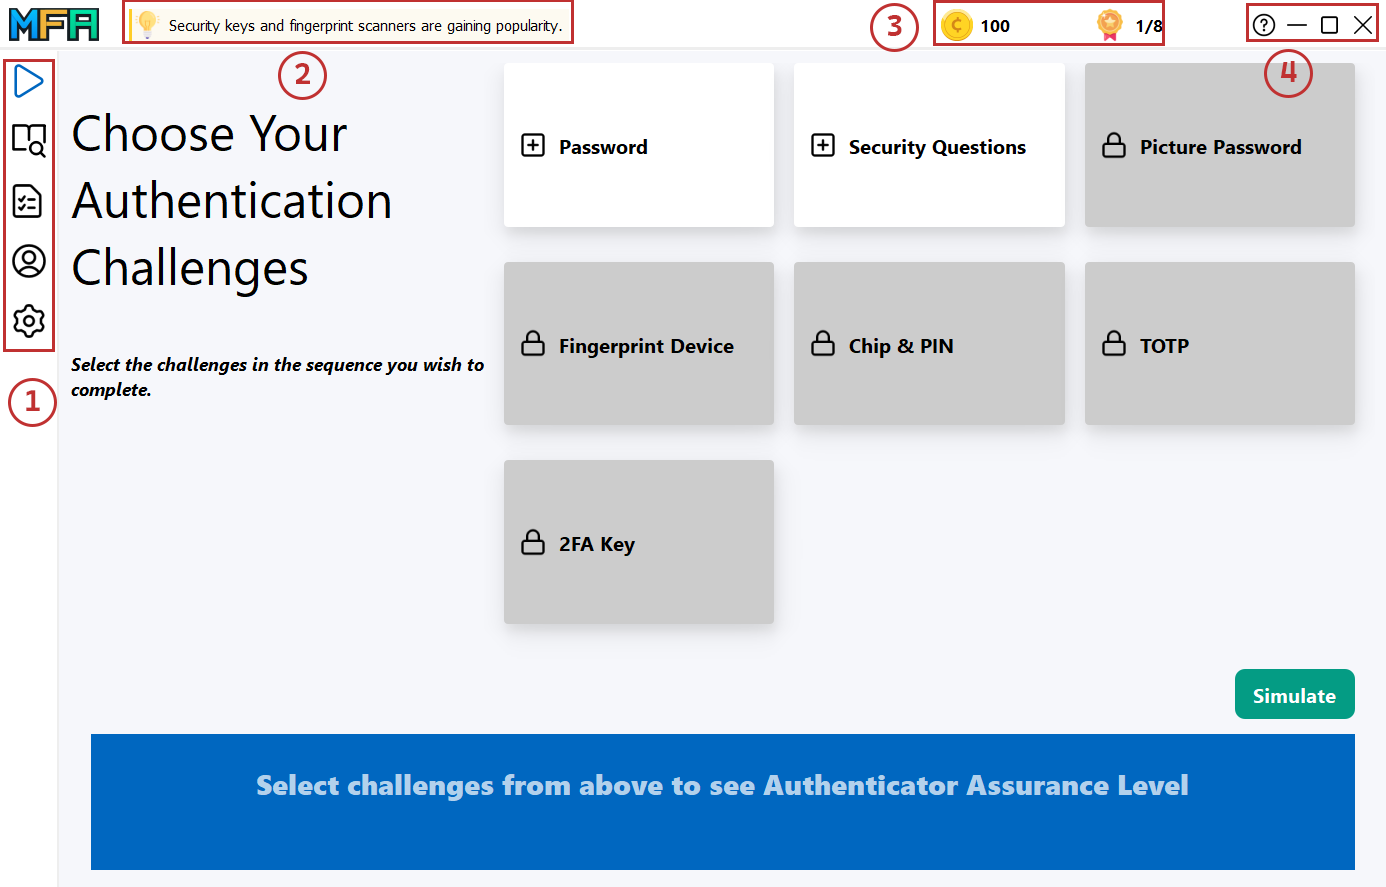 MFA
Security keys and fingerprint scanners are gaining popularity.
3
100
1/8
2
4
Choose Your
Authentication
Challenges
Select the challenges in the sequence you wish to
complete.
1
Password
Security Questions
Picture Password
Fingerprint Device
Chip & PIN
TOTP
2FA Key
Simulate
Select challenges from above to see Authenticator Assurance Level